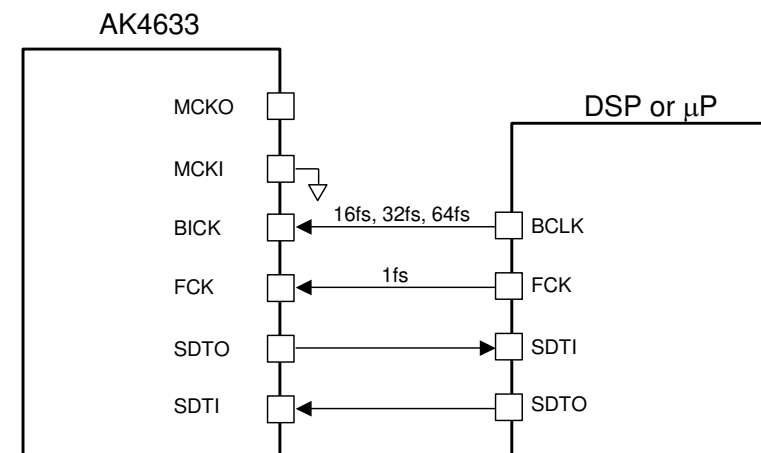 AK4633
DSP or μP
MCKO
MCKI
BICK
16fs, 32fs, 64fs
BCLK
FCK
1fs
FCK
SDTO
SDTI
SDTI
SDTO